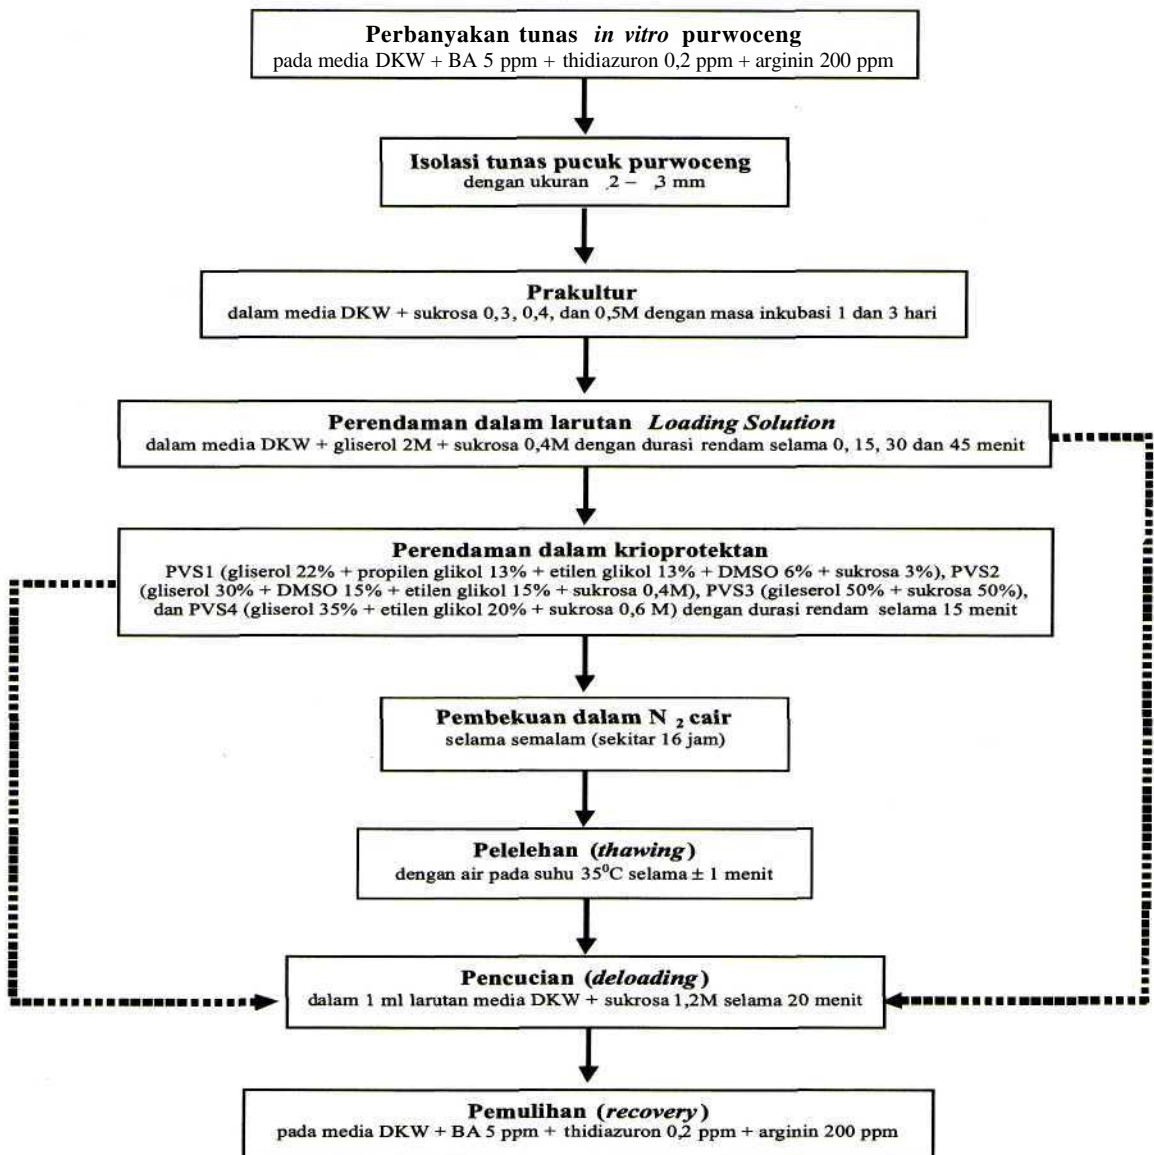 Perbanyakan tunas in vitro purwoceng
pada media DKW + BA 5 ppm + thidiazuron 0,2 ppm + arginin 200 ppm
Isolasi tunas pucuk purwoceng
dengan ukuran ,2 – ,3 mm
Prakultur
dalam media DKW + sukrosa 0,3, 0,4, dan 0,5M dengan masa inkubasi 1 dan 3 hari
Perendaman dalam larutan Loading Solution
dalam media DKW + gliserol 2M + sukrosa 0,4M dengan durasi rendam selama 0, 15, 30 dan 45 menit
Perendaman dalam krioprotektan
PVS1 (gliserol 22% + propilen glikol 13% + etilen glikol 13% + DMSO 6% + sukrosa 3%), PVS2
(gliserol 30% + DMSO 15% + etilen glikol 15% + sukrosa 0,4M), PVS3 (gileserol 50% + sukrosa 50%),
dan PVS4 (gliserol 35% + etilen glikol 20% + sukrosa 0,6 M) dengan durasi rendam selama 15 menit
Pembekuan dalam N 2 cair
selama semalam (sekitar 16 jam)
Pelelehan (thawing)
dengan air pada suhu 35⁰C selama ± 1 menit
Pencucian (deloading)
dalam 1 ml larutan media DKW + sukrosa 1,2M selama 20 menit
Pemulihan (recovery)
pada media DKW + BA 5 ppm + thidiazuron 0,2 ppm + arginin 200 ppm